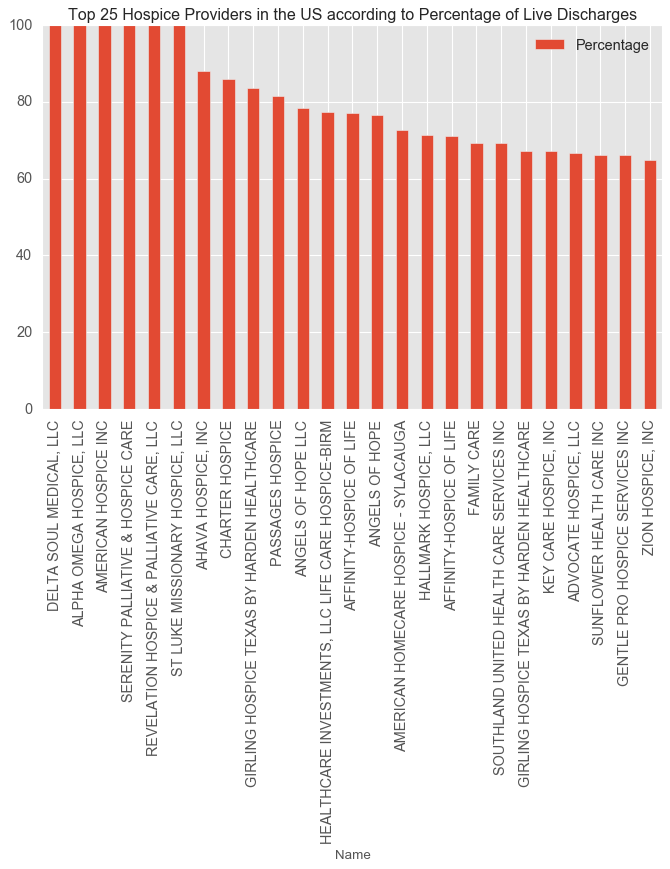 Top 25 Hospice Providers in the US according to Percentage of Live Discharges
Percentage
100
80
60
40
20
0
DELTA SOUL MEDICAL, LLC
ALPHA OMEGA HOSPICE, LLC
AMERICAN HOSPICE INC
SERENITY PALLIATIVE & HOSPICE CARE
REVELATION HOSPICE & PALLIATIVE CARE, LLC
ST LUKE MISSIONARY HOSPICE, LLC
AHAVA HOSPICE, INC
CHARTER HOSPICE
GIRLING HOSPICE TEXAS BY HARDEN HEALTHCARE
PASSAGES HOSPICE
ANGELS OF HOPE LLC
HEALTHCARE INVESTMENTS, LLC LIFE CARE HOSPICE-BIRM
AFFINITY-HOSPICE OF LIFE
ANGELS OF HOPE
AMERICAN HOMECARE HOSPICE - SYLACAUGA
HALLMARK HOSPICE, LLC
AFFINITY-HOSPICE OF LIFE
FAMILY CARE
SOUTHLAND UNITED HEALTH CARE SERVICES INC
GIRLING HOSPICE TEXAS BY HARDEN HEALTHCARE
KEY CARE HOSPICE, INC
ADVOCATE HOSPICE, LLC
SUNFLOWER HEALTH CARE INC
GENTLE PRO HOSPICE SERVICES INC
ZION HOSPICE, INC
Name